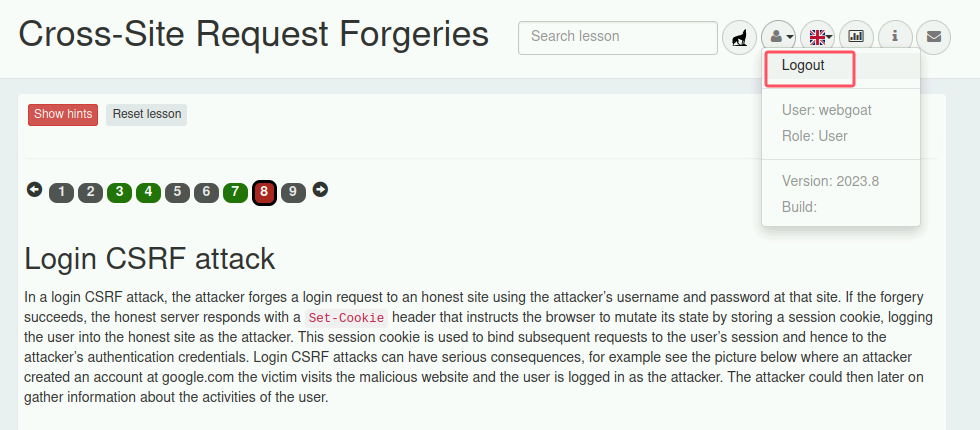 Cross-Site Request Forgeries
Search lesson
Logout
User: webgoat
Role: User
Version: 2023.8
Build:
Show hints
Reset lesson
1 2 3 4 5 6 7 8 9
Login CSRF attack
In a login CSRF attack, the attacker forges a login request to an honest site using the attacker's username and password at that site. If the forgery
succeeds, the honest server responds with a Set-Cookie header that instructs the browser to mutate its state by storing a session cookie, logging
the user into the honest site as the attacker. This session cookie is used to bind subsequent requests to the user's session and hence to the
attacker's authentication credentials. Login CSRF attacks can have serious consequences, for example see the picture below where an attacker
created an account at google.com the victim visits the malicious website and the user is logged in as the attacker. The attacker could then later on
gather information about the activities of the user.